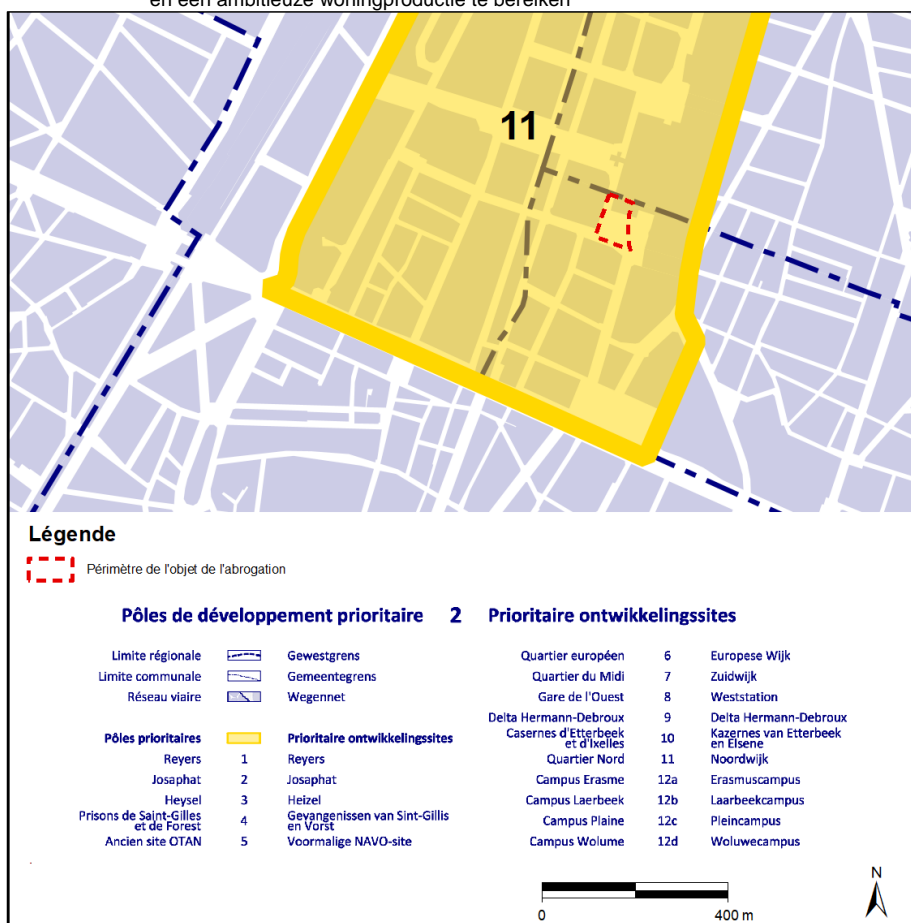 en een ambitieuze woningproductie te bereiken
11
Légende
Périmètre de l'objet de l'abrogation
Pôles de développement prioritaire 2 Prioritaire ontwikkelingssites
Limite régionale Gewestgrens
Limite communale Gemeentegrens
Réseau viaire Wegennet
Pôles prioritaires Prioritaire ontwikkelingssites
Reyers 1 Reyers
Josaphat 2 Josaphat
Heysel 3 Heizel
Prisons de Saint-Gilles et de Forest 4 Gevangenissen van Sint-Gillis en Vorst
Ancien site OTAN 5 Voormalige NAVO-site
Quartier européen 6 Europese Wijk
Quartier du Midi 7 Zuidwijk
Gare de l'Ouest 8 Weststation
Delta Hermann-Debroux 9 Delta Hermann-Debroux
Casernes d'Etterbeek et d'Ixelles 10 Kazernes van Etterbeek en Elsene
Quartier Nord 11 Noordwijk
Campus Erasme 12a Erasmuscampus
Campus Laerbeek 12b Laarbeekcampus
Campus Plaine 12c Pleincampus
Campus Wolume 12d Woluwecampus
N
0 400 m